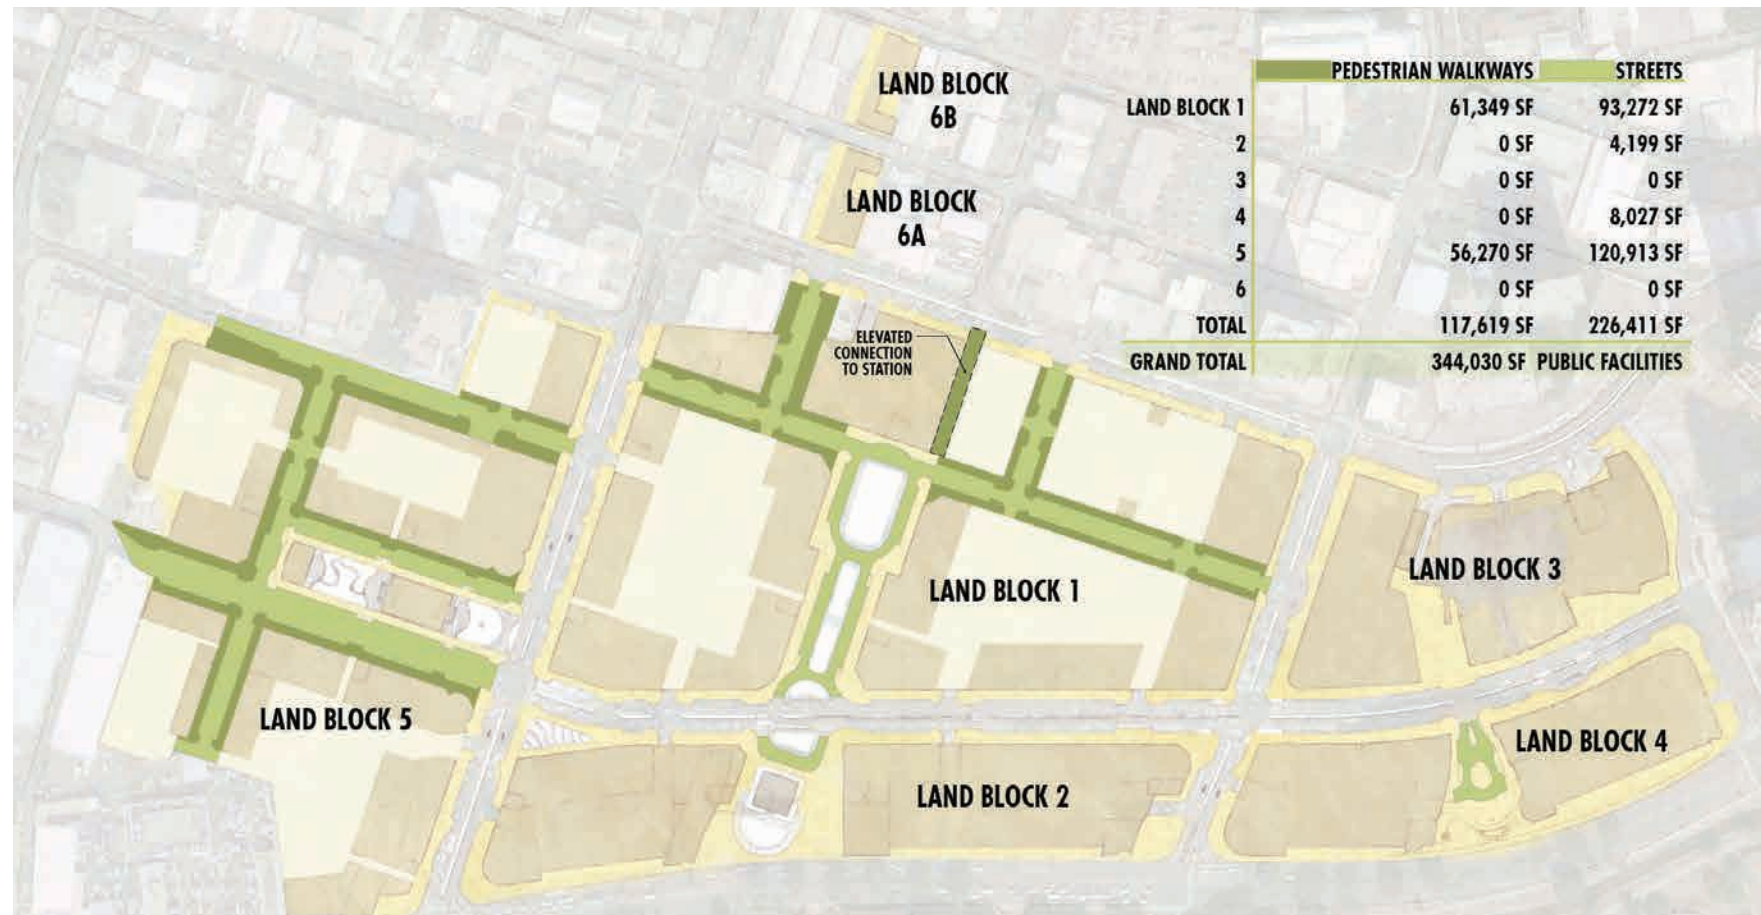 LAND BLOCK
6B
LAND BLOCK
6A
PEDESTRIAN WALKWAYS STREETS
LAND BLOCK 1 61,349 SF 93,272 SF
2 0 SF 4,199 SF
3 0 SF 0 SF
4 0 SF 8,027 SF
5 56,270 SF 120,913 SF
6 0 SF 0 SF
TOTAL 117,619 SF 226,411 SF
GRAND TOTAL 344,030 SF PUBLIC FACILITIES
ELEVATED
CONNECTION
TO STATION
LAND BLOCK 3
LAND BLOCK 1
LAND BLOCK 5
LAND BLOCK 4
LAND BLOCK 2